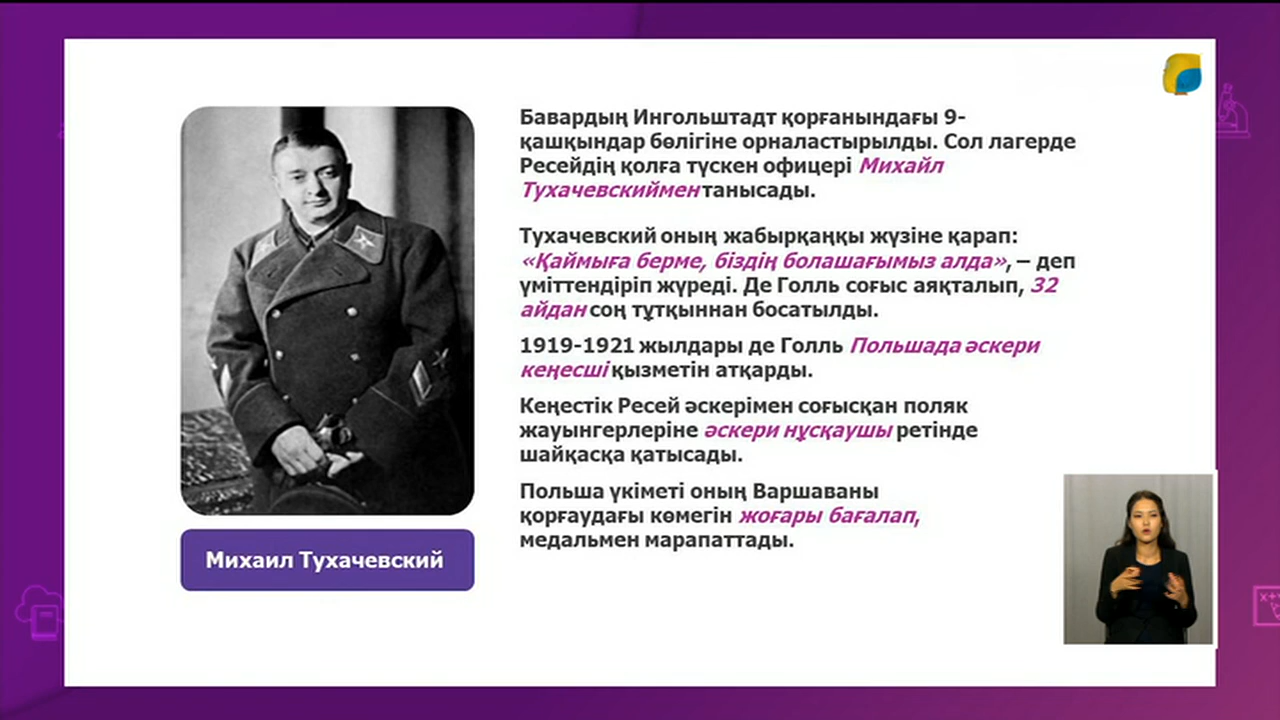 Бавардың Ингольштадт қорғанындағы 9-
қашқындар бөлігіне орналастырылды. Сол лагерде
Ресейдің қолға түскен офицері Михайл
Тухачевскиймен танысады.
Тухачевский оның жабырқаңқы жүзіне қарап:
«Қаймыға берме, біздің болашағымыз алда», – деп
үміттендіріп жүреді. Де Голль соғыс аяқталып, 32
айдан соң тұтқыннан босатылды.
1919-1921 жылдары де Голль Польшада әскери
кеңесші қызметін атқарды.
Кеңестік Ресей әскерімен соғысқан поляк
жауынгерлеріне әскери нұсқаушы ретінде
шайқасқа қатысады.
Польша үкіметі оның Варшаваны
қорғаудағы көмегін жоғары бағалап,
медальмен марапаттады.
Михаил Тухачевский